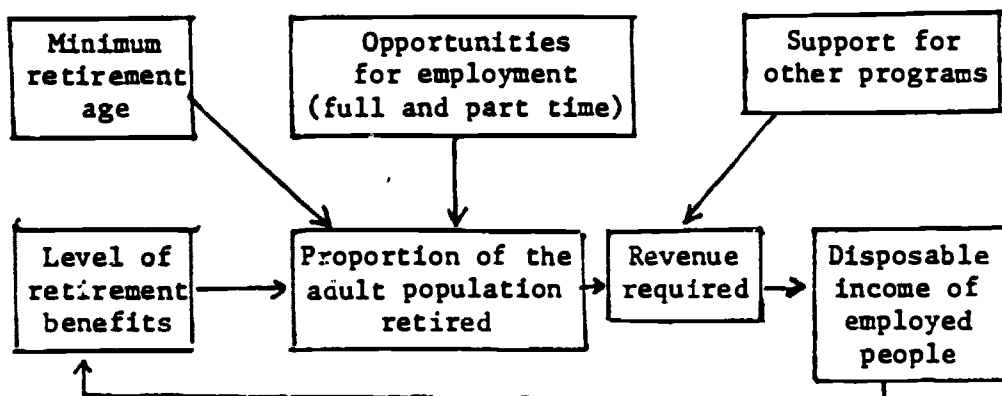 Minimum
retirement
age
Opportunities
for employment
(full and part time)
Support for
other programs
Level of
retirement
benefits
Proportion of the
adult population
retired
Revenue
required
Disposable
income of
employed
people